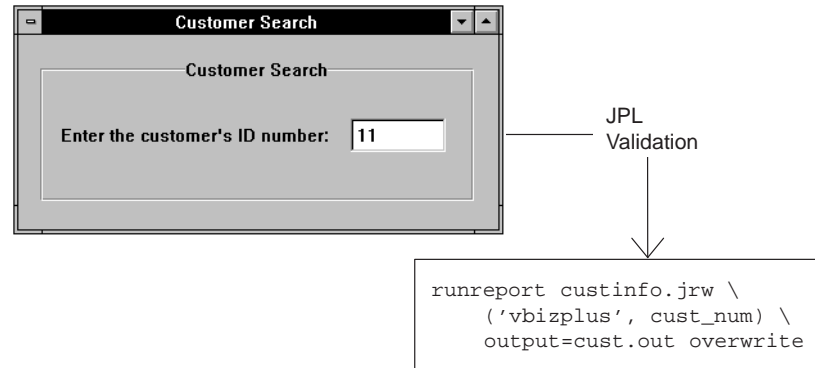 Customer Search
Customer Search
Enter the customer's ID number: 11
JPL
Validation
runreport custinfo.jrw \
('vbizplus', cust_num) \
output=cust.out overwrite